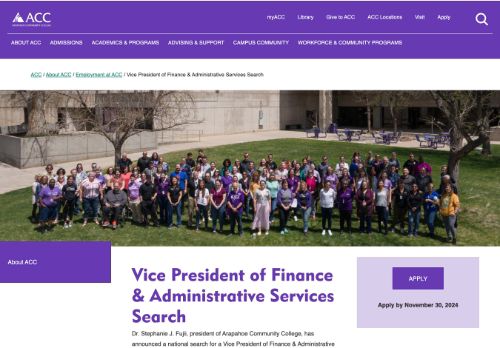 ACC
ARAPAHOE COMMUNITY COLLEGE
myACC Library Give to ACC ACC Locations Visit Apply
ABOUT ACC ADMISSIONS ACADEMICS & PROGRAMS ADVISING & SUPPORT CAMPUS COMMUNITY WORKFORCE & COMMUNITY PROGRAMS
ACC / About ACC / Employment at ACC / Vice President of Finance & Administrative Services Search
About ACC
Vice President of Finance
& Administrative Services
Search
Dr. Stephanie J. Fujii, president of Arapahoe Community College, has
announced a national search for a Vice President of Finance & Administrative
APPLY
Apply by November 30, 2024